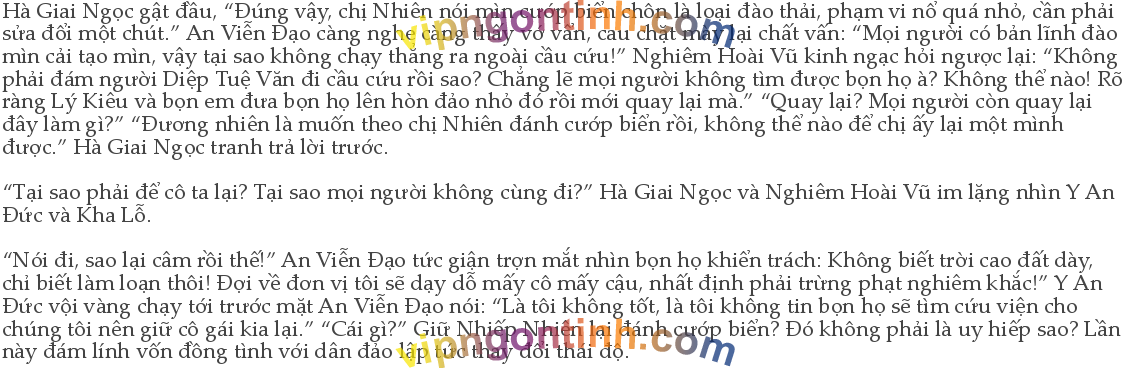 Hà Giai Ngọc gật đầu, “Đúng vậy, chị Nhiên nói mìn cướp biển chôn là loại đào thải, phạm vi nổ quá nhỏ, cần phải
sửa đổi một chút.” An Viễn Đạo càng nghe càng thấy vớ vẩn, cau chặt mày lại chất vấn: “Mọi người có bản lĩnh đào
mìn cải tạo mìn, vậy tại sao không chạy thẳng ra ngoài cầu cứu!” Nghiêm Hoài Vũ kinh ngạc hỏi ngược lại: “Không
phải đám người Diệp Tuệ Văn đi cầu cứu rồi sao? Chẳng lẽ mọi người không tìm được bọn họ à? Không thể nào! Rõ
ràng Lý Kiêu và bọn em đưa bọn họ lên hòn đảo nhỏ đó rồi mới quay lại mà.” “Quay lại? Mọi người còn quay lại
đây làm gì?” “Đương nhiên là muốn theo chị Nhiên đánh cướp biển rồi, không thể nào để chị ấy lại một mình
được.” Hà Giai Ngọc tranh trả lời trước.
“Tại sao phải để cô ta lại? Tại sao mọi người không cùng đi?” Hà Giai Ngọc và Nghiêm Hoài Vũ im lặng nhìn Y An
Đức và Kha Lỗ.
“Nói đi, sao lại câm rồi thế!” An Viễn Đạo tức giận trợn mắt nhìn bọn họ khiển trách: Không biết trời cao đất dày,
chỉ biết làm loạn thôi! Đợi về đơn vị tôi sẽ dạy dỗ mấy cô mấy cậu, nhất định phải trừng phạt nghiêm khắc!” Y An
Đức vội vàng chạy tới trước mặt An Viễn Đạo nói: “Là tôi không tốt, là tôi không tin bọn họ sẽ tìm cứu viện cho
chúng tôi nên giữ cô gái kia lại.” “Cái gì?” Giữ Nhiếp Nhiên lại đánh cướp biển? Đó không phải là uy hiếp sao? Lần
này đám lính vốn đồng tình với dân đảo lập tức thay đổi thái độ.
vipngontinh.com
vipngontinh.com